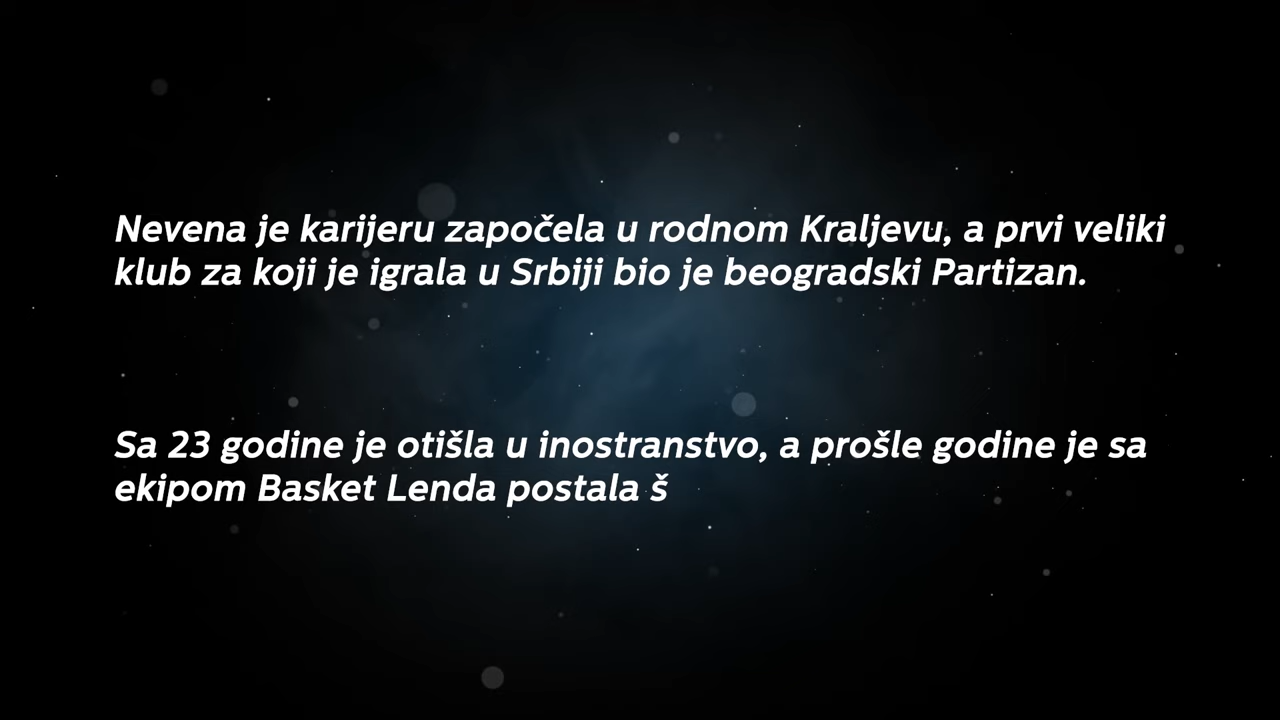 Nevena je karijeru započela u rodnom Kraljevu, a prvi veliki
klub za koji je igrala u Srbiji bio je beogradski Partizan.
Sa 23 godine je otišla u inostranstvo, a prošle godine je sa
ekipom Basket Lenda postala š